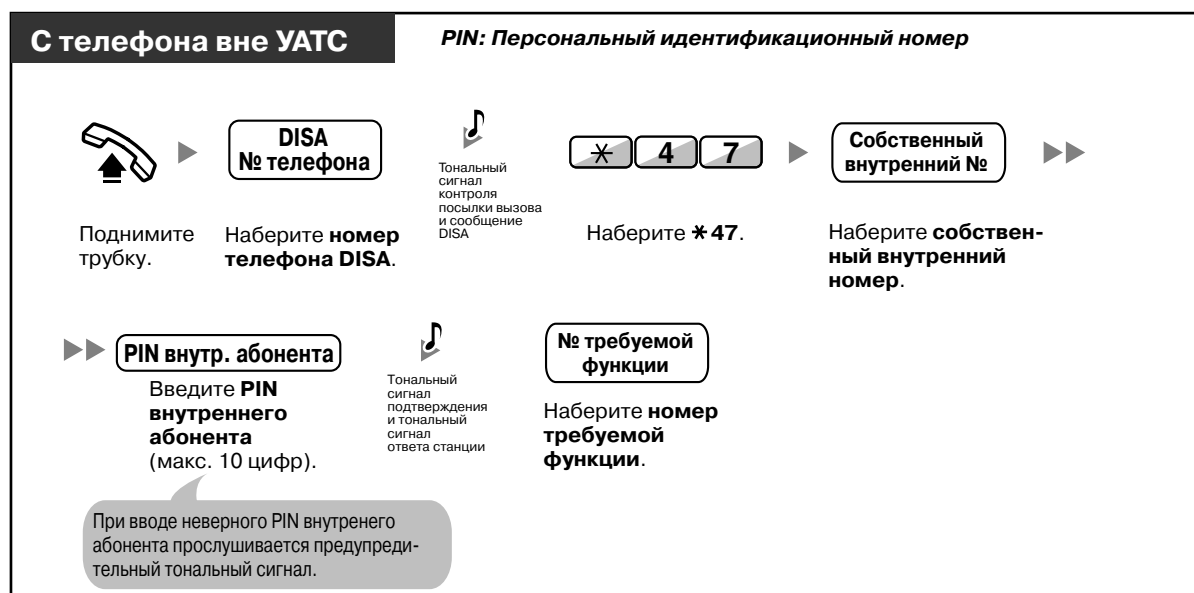 С телефона вне УАТС
PIN: Персональный идентификационный номер
DISA
№ телефона
Тональный
сигнал
контроля
посылки вызова
и сообщение
DISA
* 4 7
Собственный
внутренний №
Поднимите
трубку.
Наберите номер
телефона DISA.
Наберите *47.
Наберите собствен-
ный внутренний
номер.
PIN внутр. абонента
Введите PIN
внутреннего
абонента
(макс. 10 цифр).
Тональный
сигнал
подтверждения
и тональный
сигнал
ответа станции
№ требуемой
функции
Наберите номер
требуемой
функции.
При вводе неверного PIN внутренего
абонента прослушивается предупреди-
тельный тональный сигнал.